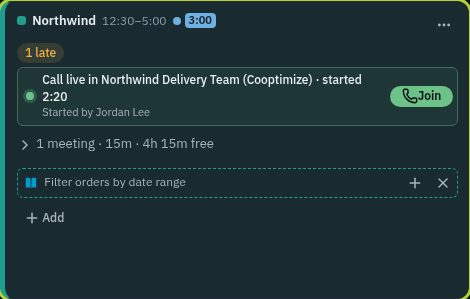 Northwind 12:30–5:00 3:00
1 late
Call live in Northwind Delivery Team (Cooptimize) · started
2:20
Started by Jordan Lee
Join
1 meeting · 15m · 4h 15m free
Filter orders by date range
Add